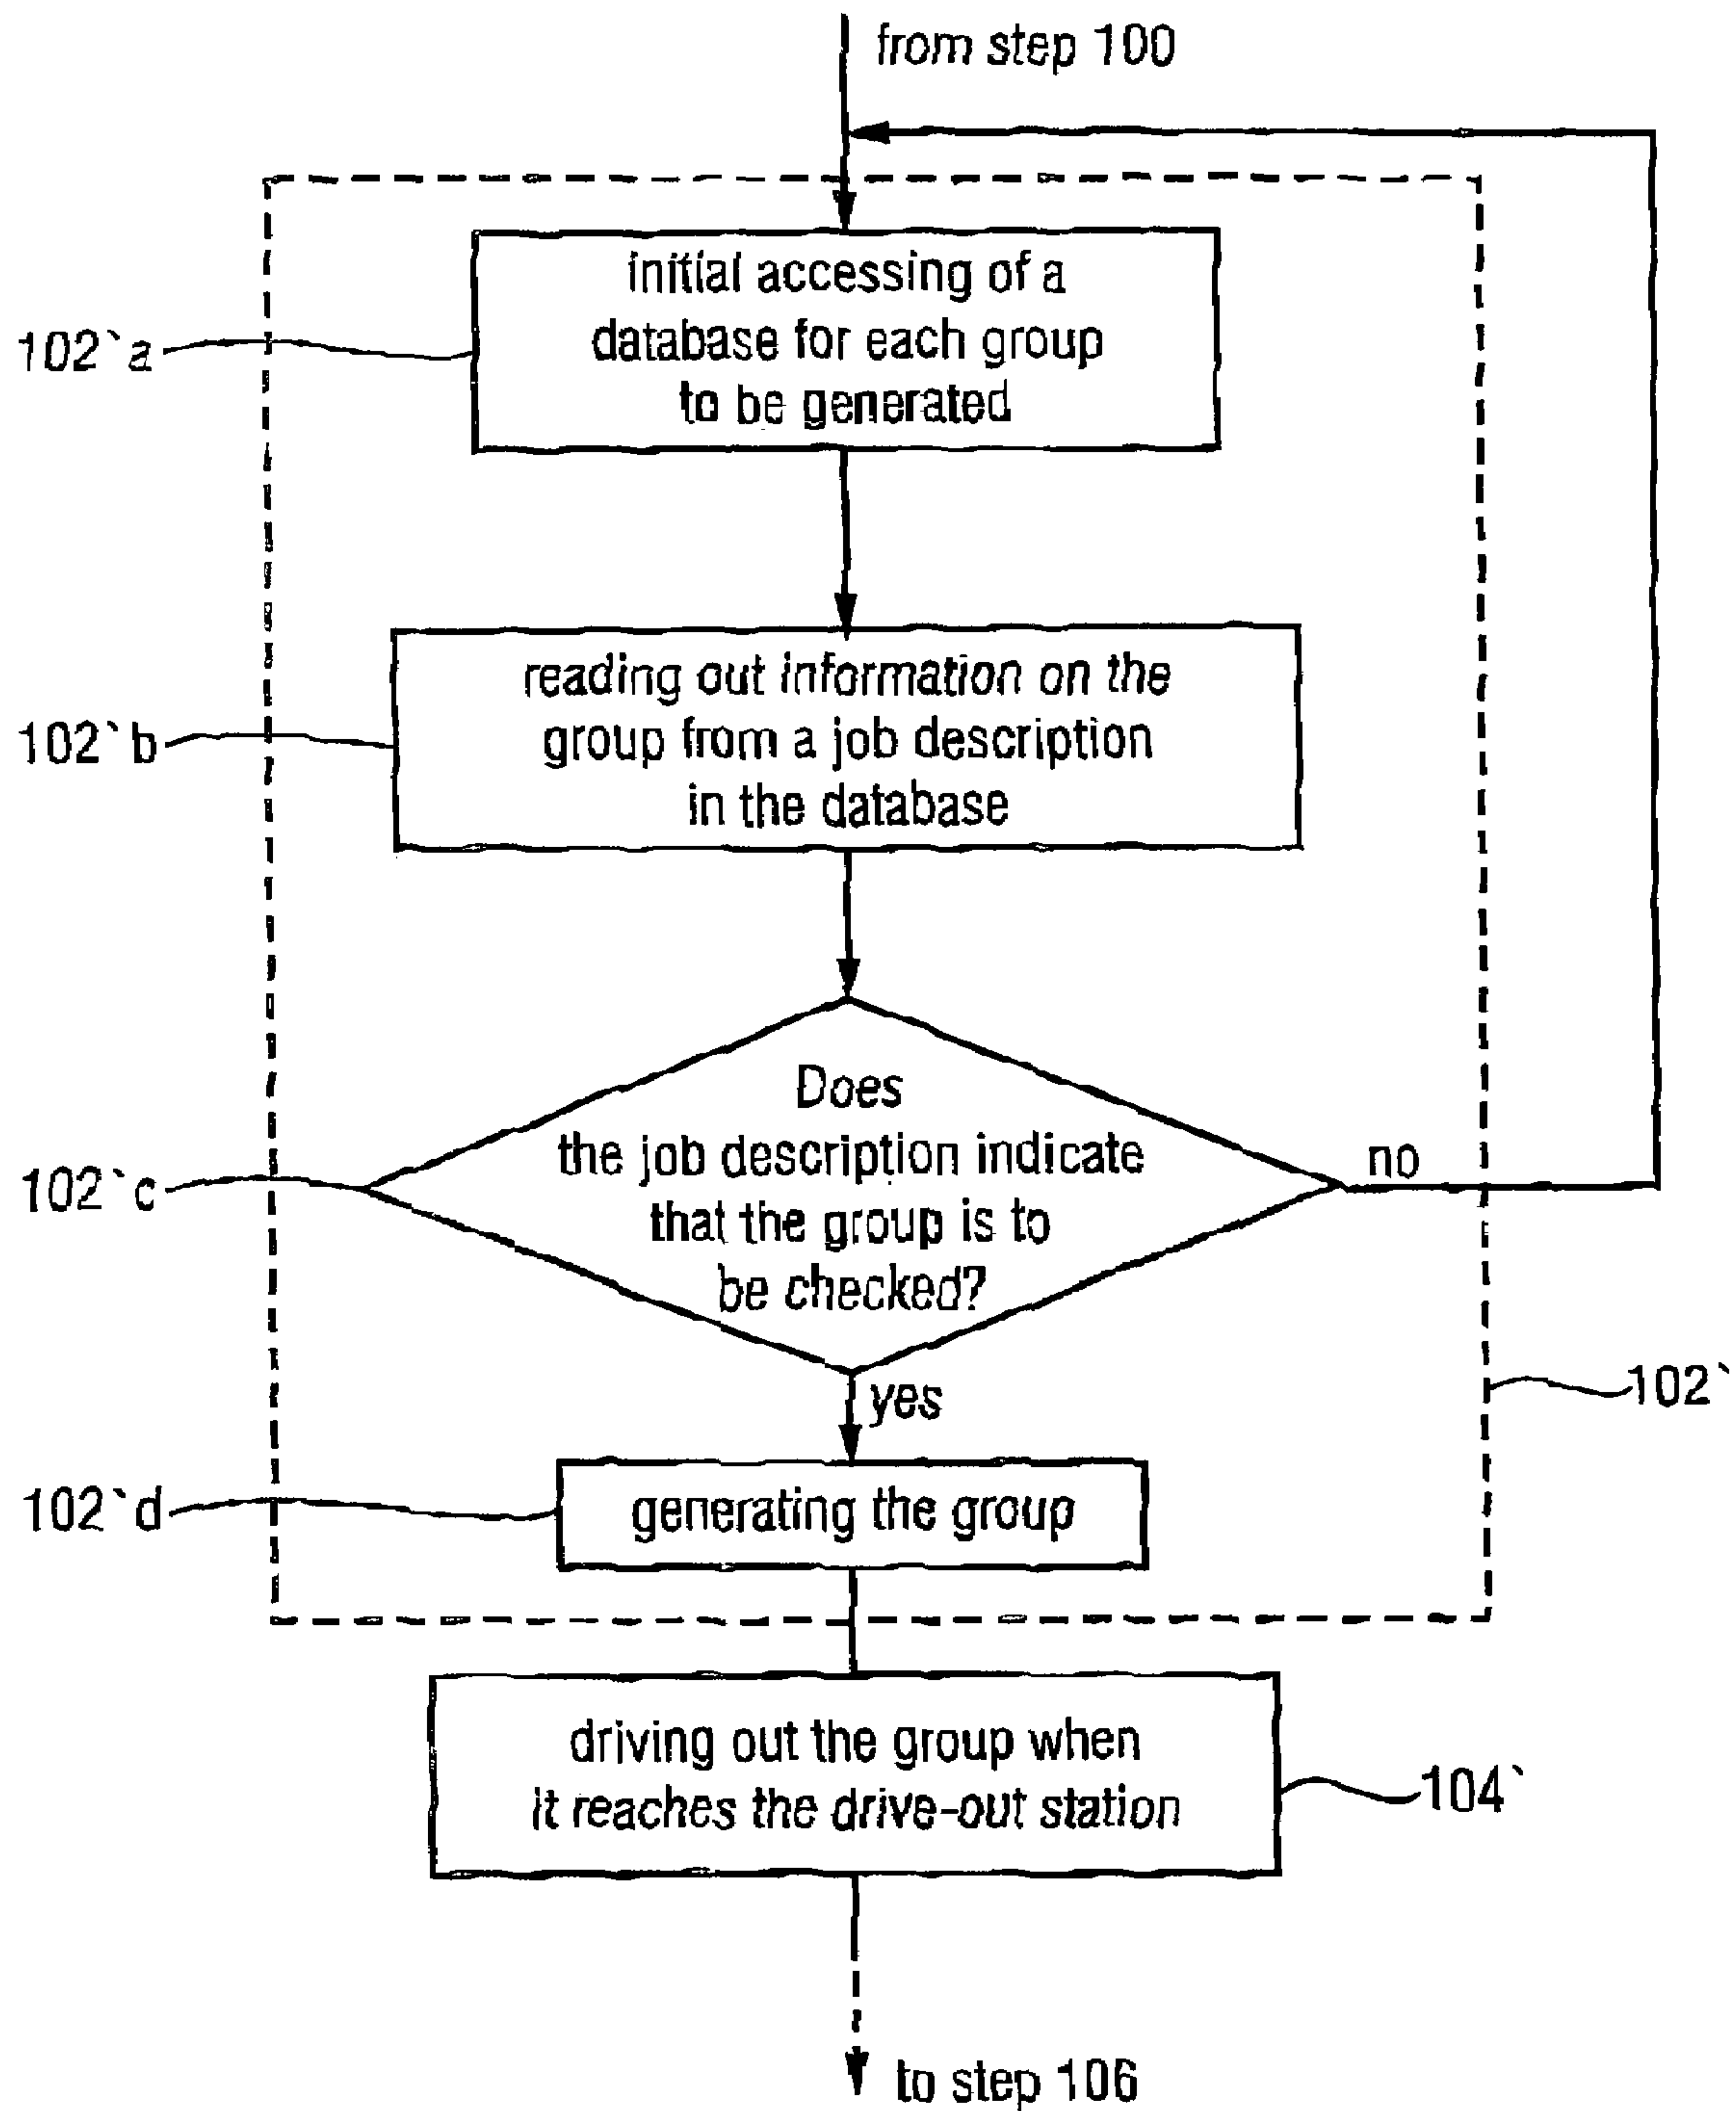 from step 100
initial accessing of a
database for each group
to be generated
102`a
reading out information on the
group from a job description
in the database
102`b
Does
the job description indicate
that the group is to
be checked?
no
102`c
yes
102`
generating the group
102`d
driving out the group when
it reaches the drive-out station
104`
to step 106